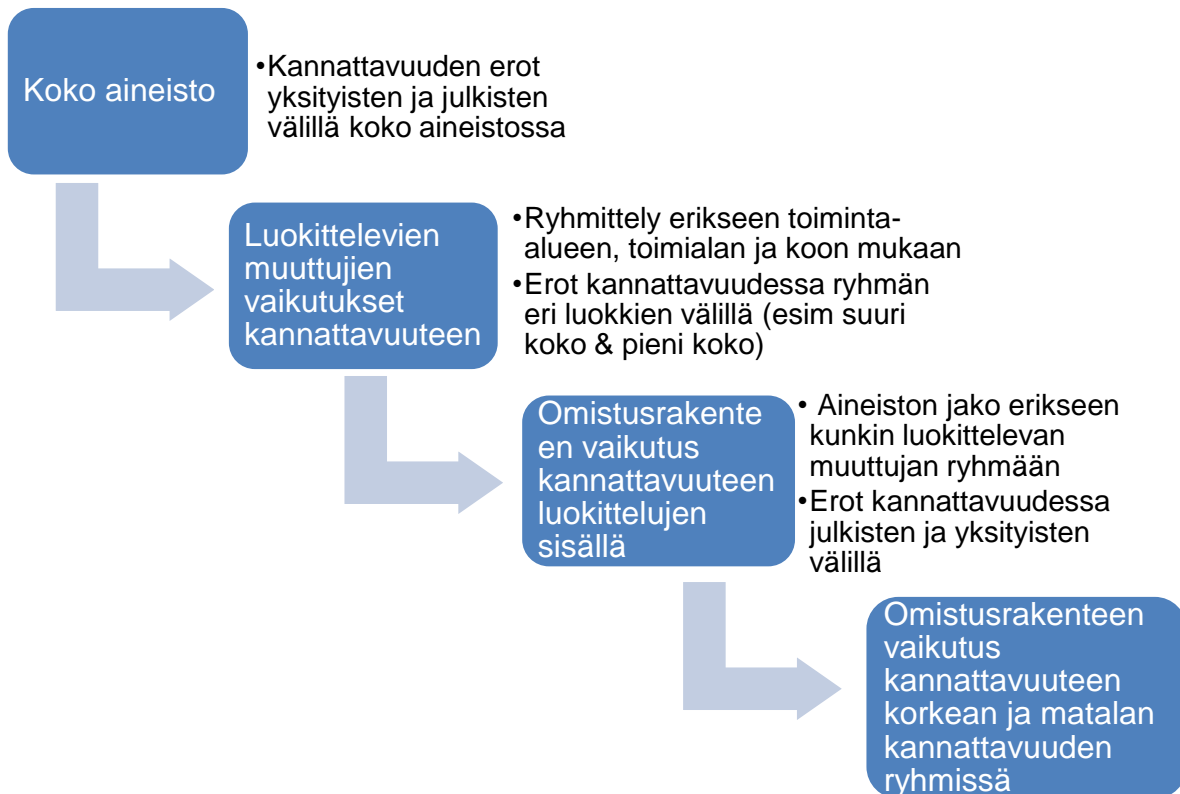 Koko aineisto
•Kannattavuuden erot
yksityisten ja julkisten
välillä koko aineistossa
Luokittelevien
muuttujien
vaikutukset
kannattavuuteen
•Ryhmittely erikseen toiminta-
alueen, toimialan ja koon mukaan
•Erot kannattavuudessa ryhmän
eri luokkien välillä (esim suuri
koko & pieni koko)
Omistusrakente
en vaikutus
kannattavuuteen
luokittelujen
sisällä
• Aineiston jako erikseen
kunkin luokittelevan
muuttujan ryhmään
•Erot kannattavuudessa
julkisten ja yksityisten
välillä
Omistusrakenteen
vaikutus
kannattavuuteen
korkean ja matalan
kannattavuuden
ryhmissä